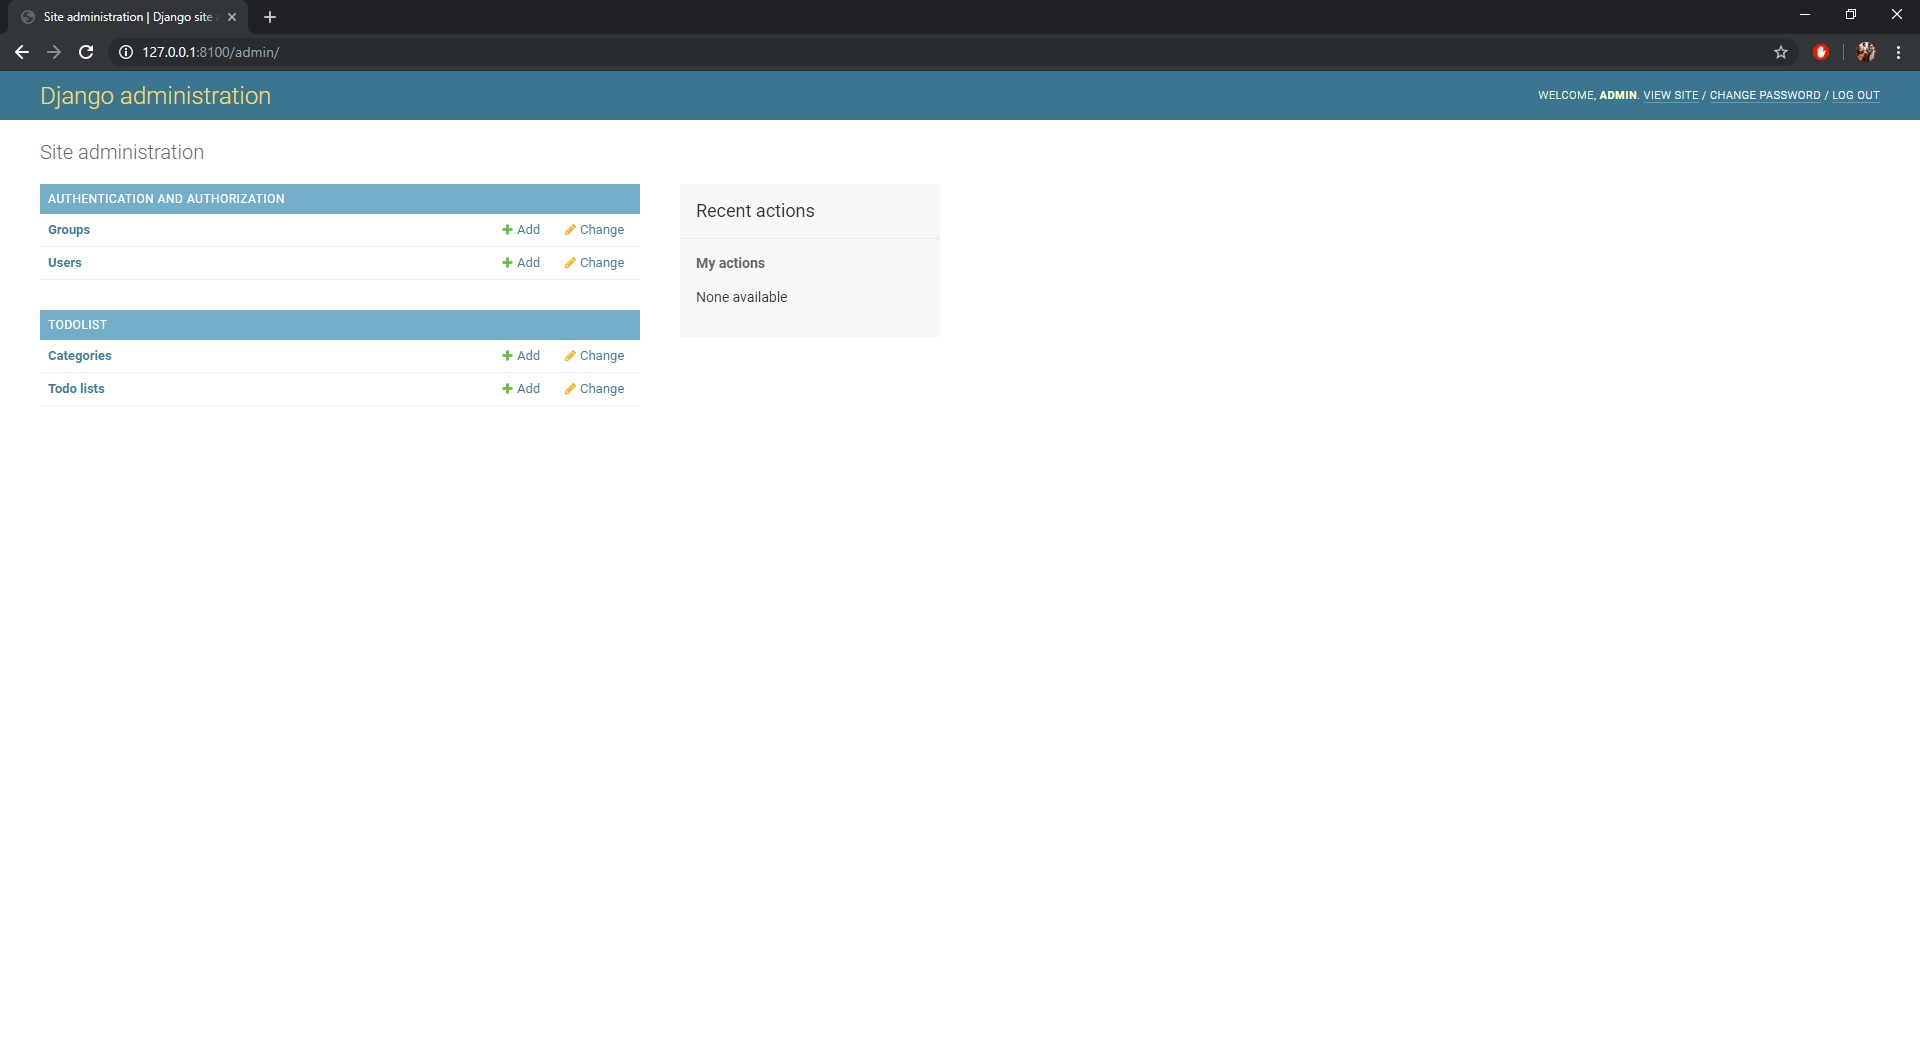 Site administration | Django site
127.0.0.1:8100/admin/
Django administration
WELCOME, ADMIN. VIEW SITE / CHANGE PASSWORD / LOG OUT
Site administration
AUTHENTICATION AND AUTHORIZATION
Groups Add Change
Users Add Change
TODOLIST
Categories Add Change
Todo lists Add Change
Recent actions
My actions
None available